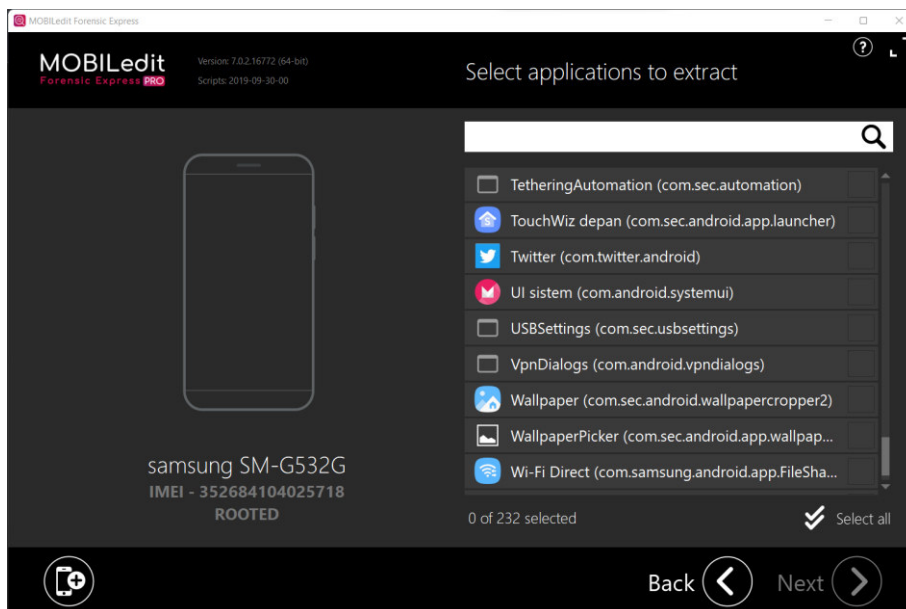 MOBILedit Forensic Express
MOBILedit
Forensic Express PRO
Version: 7.0.2.16772 (64-bit)
Scripts: 2019-09-30-00
Select applications to extract
?
TetheringAutomation (com.sec.automation)
TouchWiz depan (com.sec.android.app.launcher)
Twitter (com.twitter.android)
UI sistem (com.android.systemui)
USBSettings (com.sec.usbsettings)
VpnDialogs (com.android.vpndialogs)
Wallpaper (com.sec.android.wallpapercropper2)
WallpaperPicker (com.sec.android.app.wallpap...
Wi-Fi Direct (com.samsung.android.app.FileSha...
samsung SM-G532G
IMEI - 352684104025718
ROOTED
0 of 232 selected
Select all
Back
Next